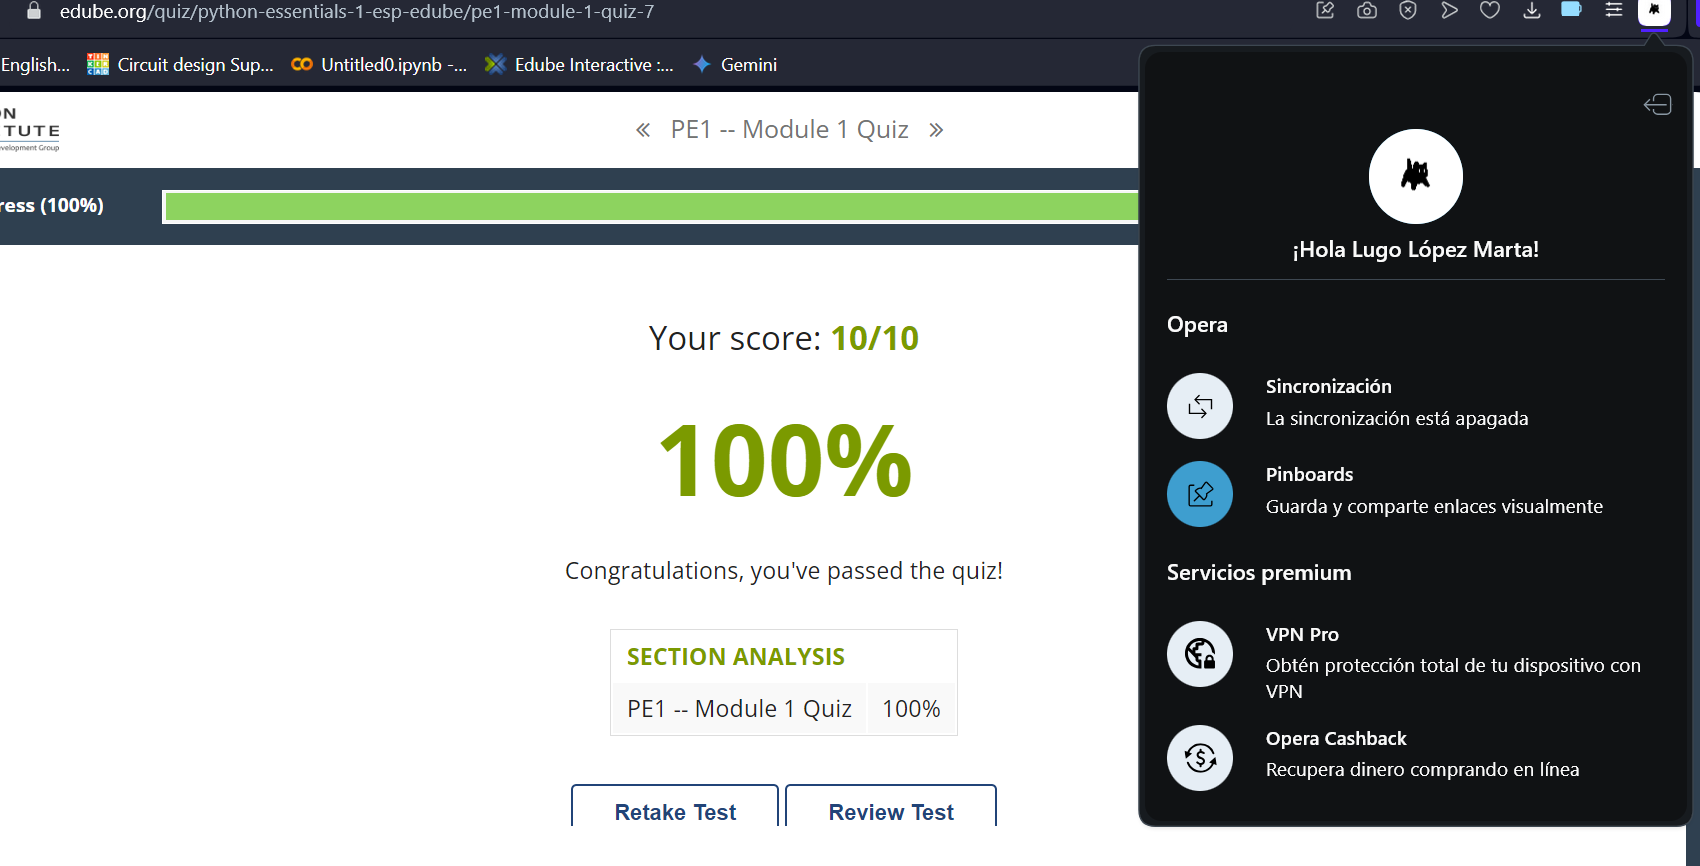 edube.org/quiz/python-essentials-1-esp-edube/pe1-module-1-quiz-7
English... Circuit design Sup... Untitled0.ipynb -... Edube Interactive :... Gemini
ON
TUTE
velopment Group
« PE1 -- Module 1 Quiz »
ress (100%)
Your score: 10/10
100%
Congratulations, you've passed the quiz!
SECTION ANALYSIS
PE1 -- Module 1 Quiz 100%
Retake Test Review Test
¡Hola Lugo López Marta!
Opera
Sincronización
La sincronización está apagada
Pinboards
Guarda y comparte enlaces visualmente
Servicios premium
VPN Pro
Obtén protección total de tu dispositivo con
VPN
Opera Cashback
Recupera dinero comprando en línea